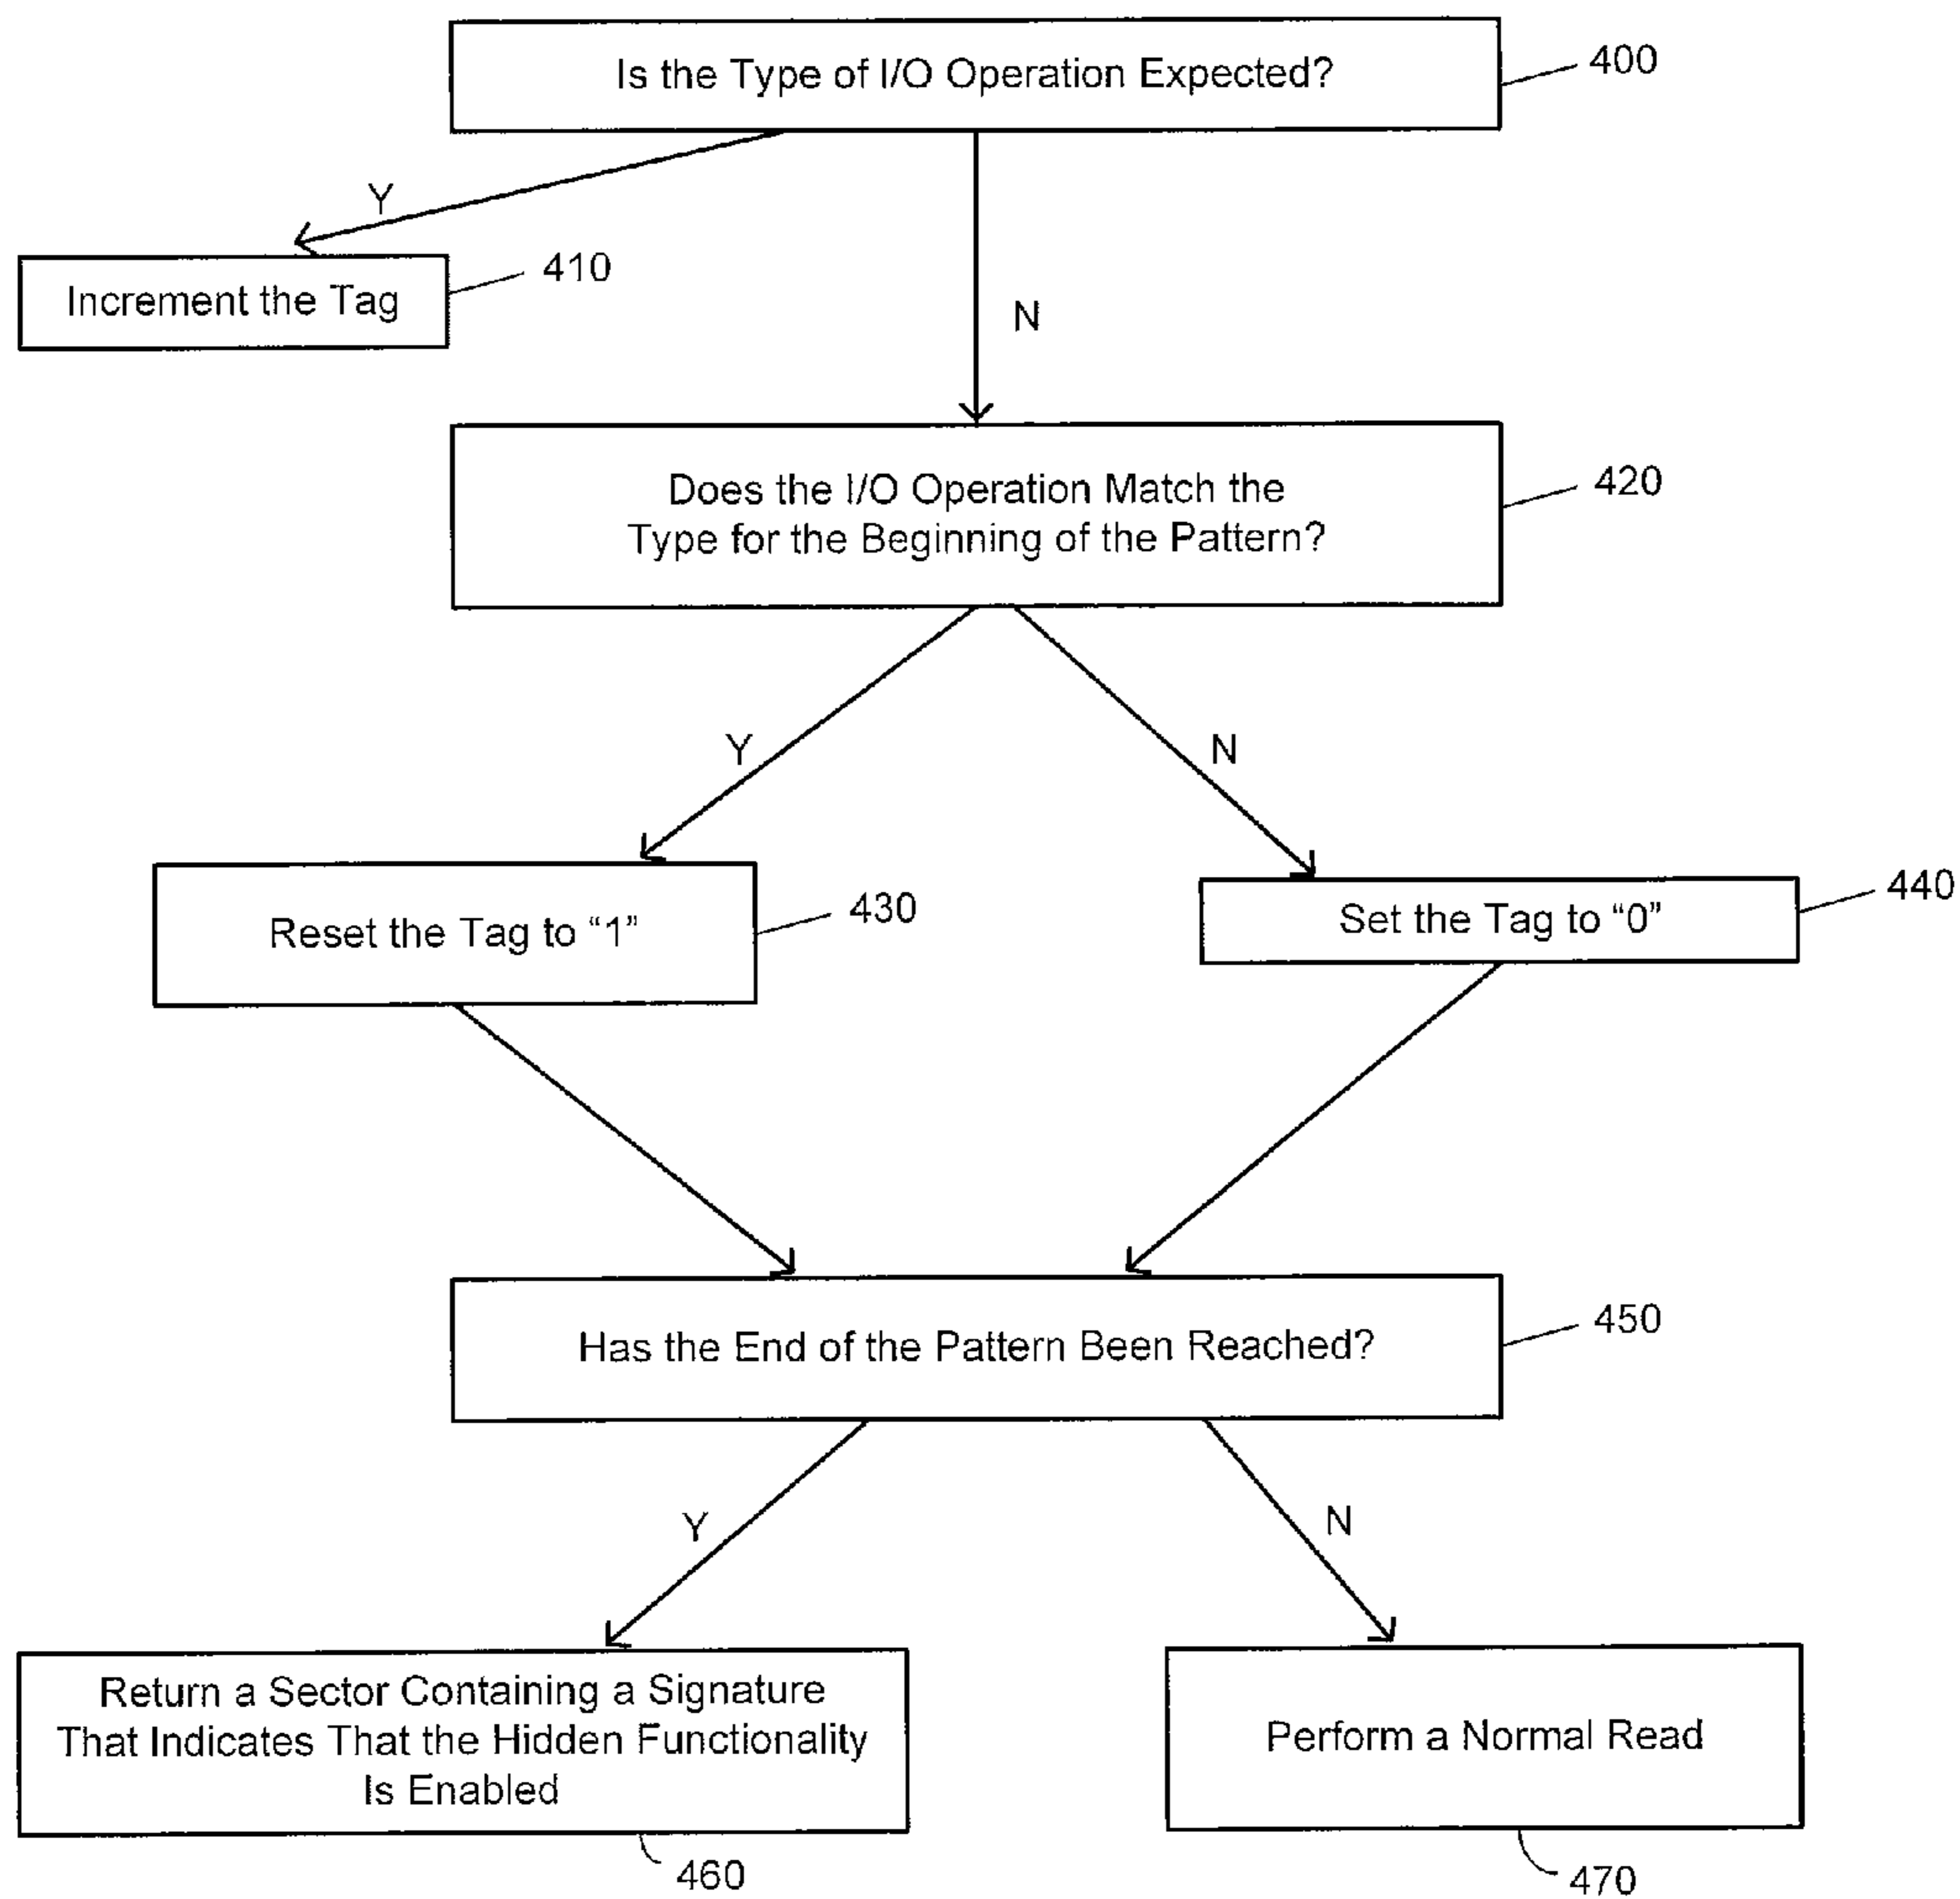 Is the Type of I/O Operation Expected?
400
Y
410
Increment the Tag
N
420
Does the I/O Operation Match the
Type for the Beginning of the Pattern?
Y
N
430
Reset the Tag to “1”
440
Set the Tag to “0”
450
Has the End of the Pattern Been Reached?
Y
N
Return a Sector Containing a Signature
That Indicates That the Hidden Functionality
Is Enabled
Perform a Normal Read
460
470